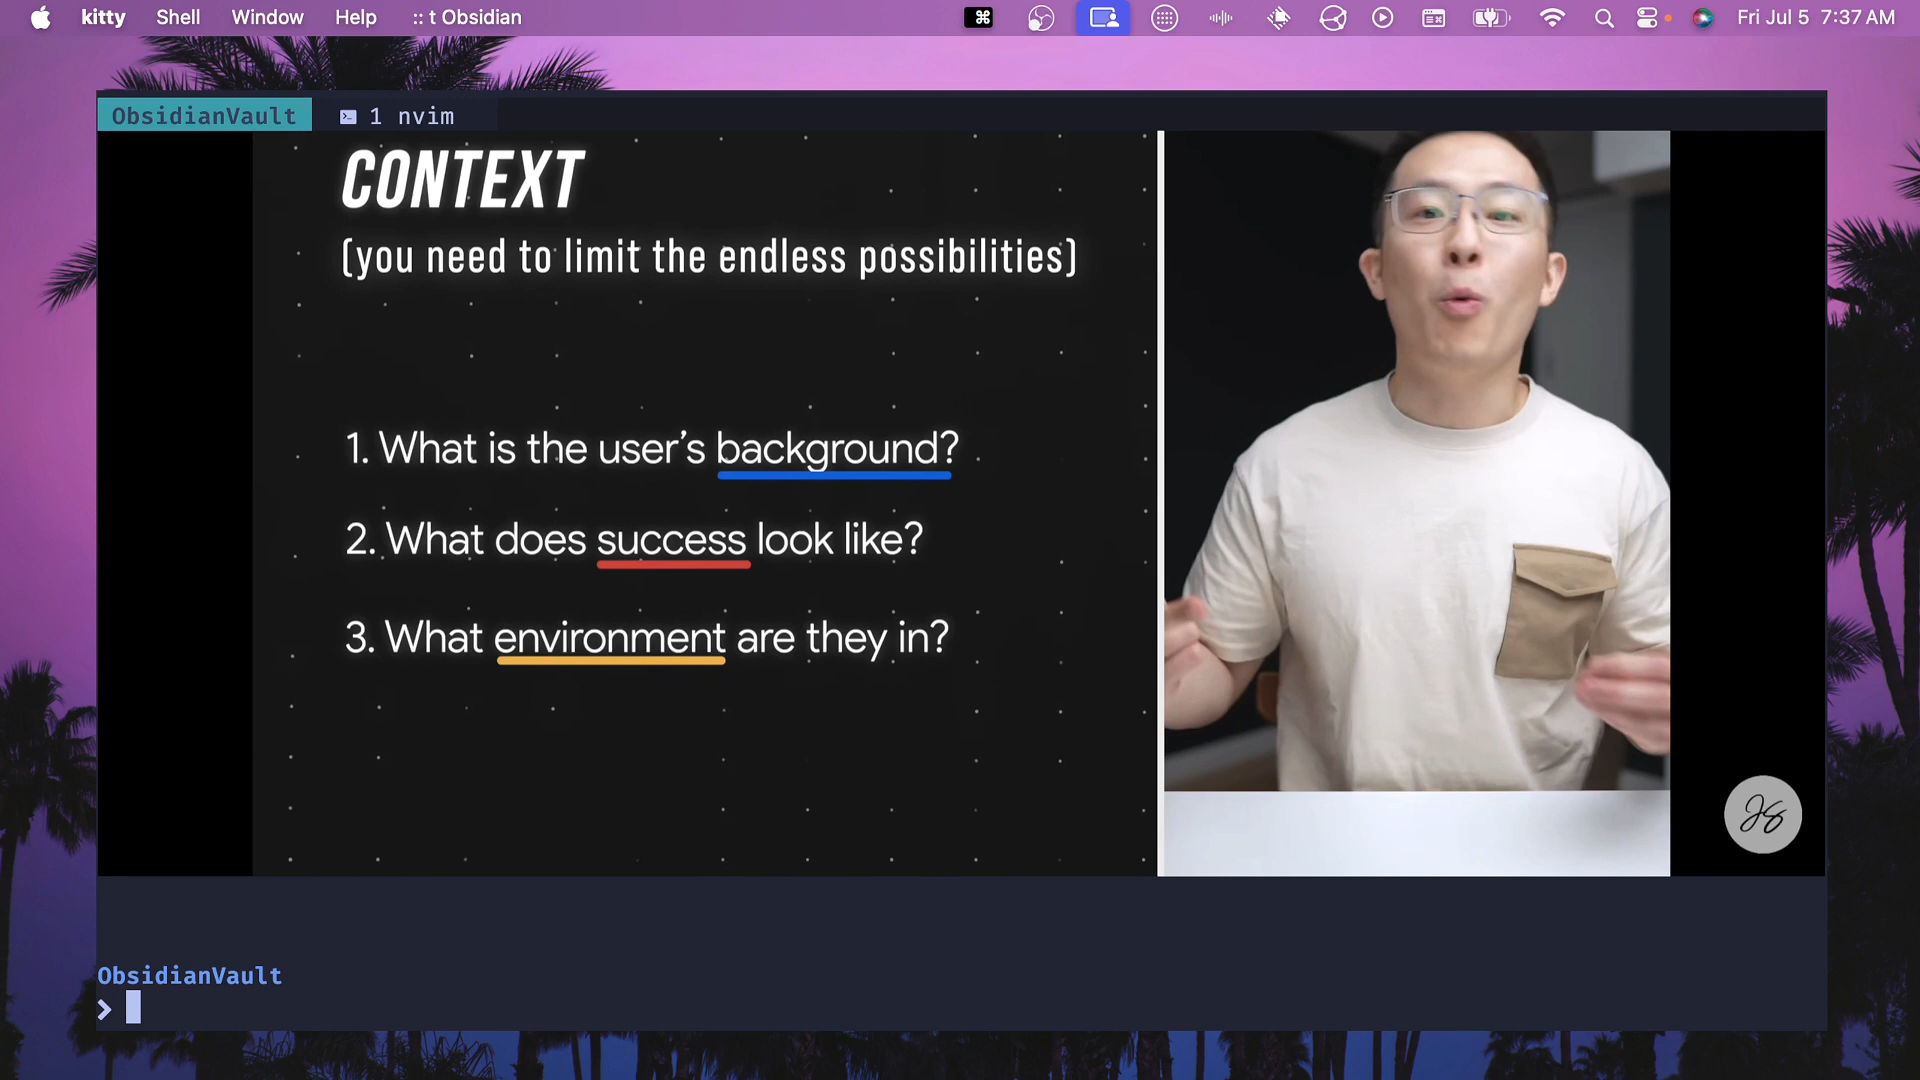 kitty Shell Window Help :: t Obsidian Fri Jul 5 7:37 AM
ObsidianVault 1 nvim
CONTEXT
(you need to limit the endless possibilities)
1. What is the user's background?
2. What does success look like?
3. What environment are they in?
JS
ObsidianVault